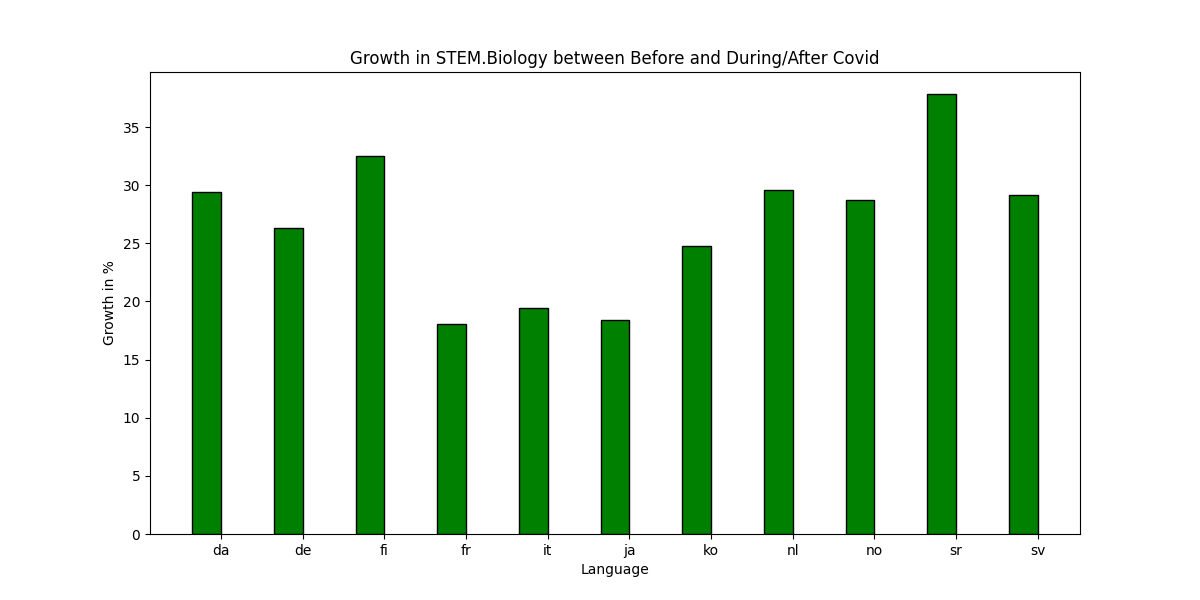 Growth in STEM.Biology between Before and During/After Covid
Growth in %
35
30
25
20
15
10
5
0
da de fi fr it ja ko nl no sr sv
Language